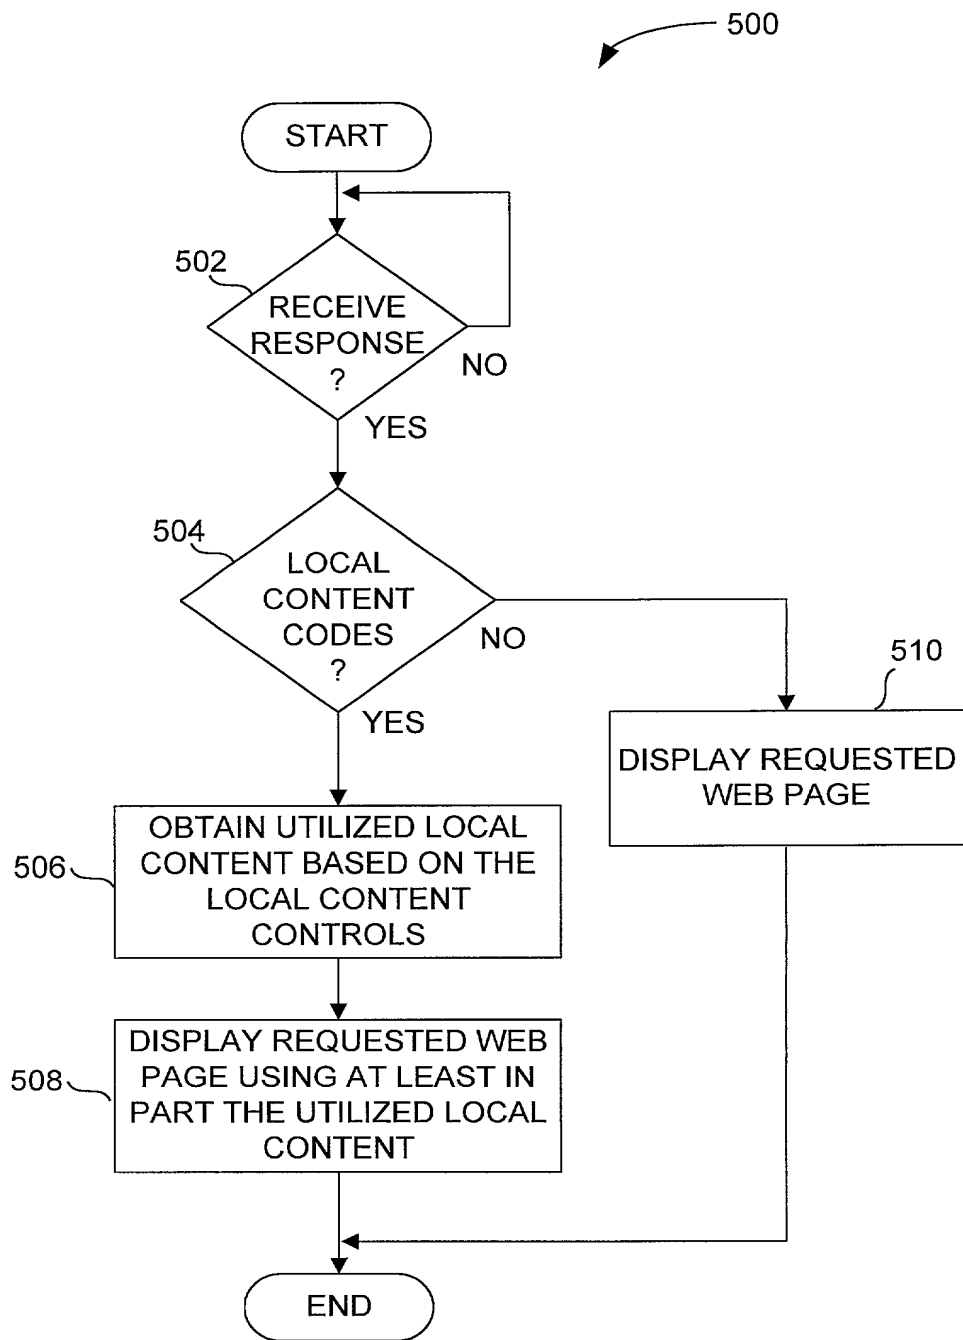 500
START
502
RECEIVE
RESPONSE
?
NO
YES
504
LOCAL
CONTENT
CODES
?
NO
YES
510
DISPLAY REQUESTED
WEB PAGE
506
OBTAIN UTILIZED LOCAL
CONTENT BASED ON THE
LOCAL CONTENT
CONTROLS
508
DISPLAY REQUESTED WEB
PAGE USING AT LEAST IN
PART THE UTILIZED LOCAL
CONTENT
END